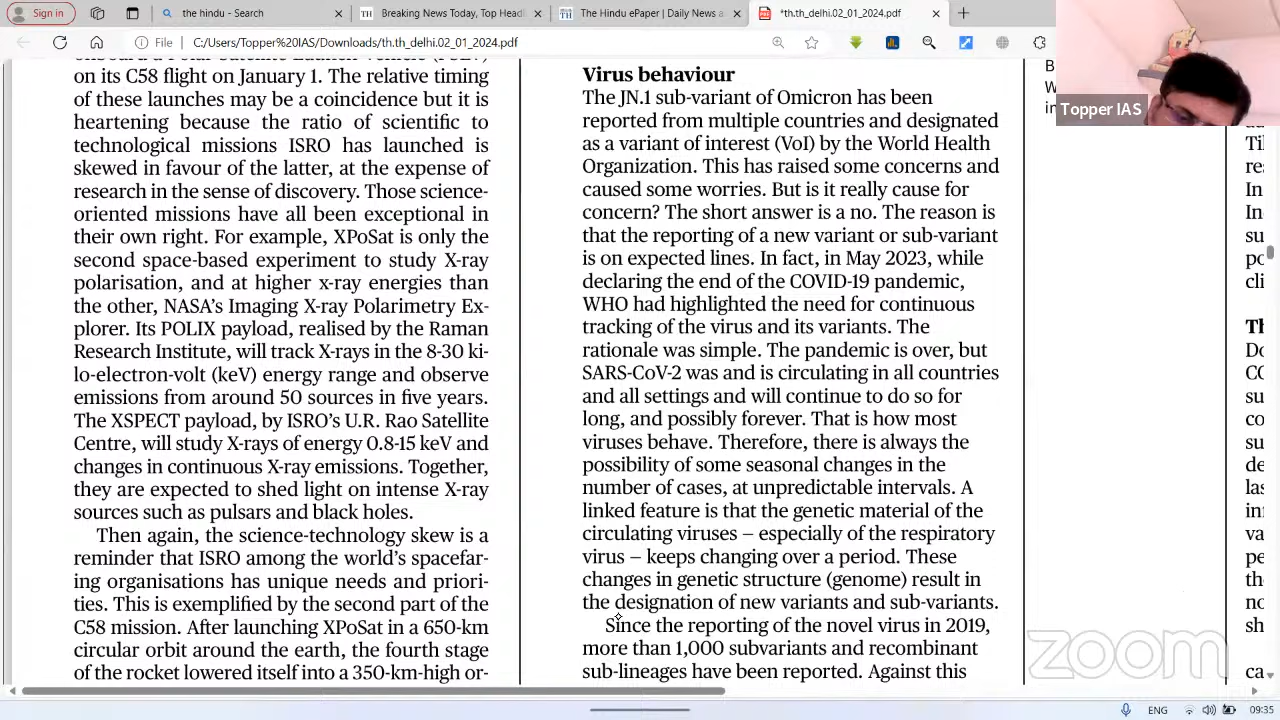 the hindu - Search
Breaking News Today, Top Headl
The Hindu ePaper | Daily News a
*th.th_delhi.02_01_2024.pdf
File
C:/Users/Topper%20IAS/Downloads/th.th_delhi.02_01_2024.pdf
on its C58 flight on January 1. The relative timing
of these launches may be a coincidence but it is
heartening because the ratio of scientific to
technological missions ISRO has launched is
skewed in favour of the latter, at the expense of
research in the sense of discovery. Those science-
oriented missions have all been exceptional in
their own right. For example, XPoSat is only the
second space-based experiment to study X-ray
polarisation, and at higher x-ray energies than
the other, NASA's Imaging X-ray Polarimetry Ex-
plorer. Its POLIX payload, realised by the Raman
Research Institute, will track X-rays in the 8-30 ki-
lo-electron-volt (keV) energy range and observe
emissions from around 50 sources in five years.
The XSPECT payload, by ISRO's U.R. Rao Satellite
Centre, will study X-rays of energy 0.8-15 keV and
changes in continuous X-ray emissions. Together,
they are expected to shed light on intense X-ray
sources such as pulsars and black holes.
Then again, the science-technology skew is a
reminder that ISRO among the world's spacefar-
ing organisations has unique needs and priori-
ties. This is exemplified by the second part of the
C58 mission. After launching XPoSat in a 650-km
circular orbit around the earth, the fourth stage
of the rocket lowered itself into a 350-km-high or-
Virus behaviour
The JN.1 sub-variant of Omicron has been
reported from multiple countries and designated
as a variant of interest (VoI) by the World Health
Organization. This has raised some concerns and
caused some worries. But is it really cause for
concern? The short answer is a no. The reason is
that the reporting of a new variant or sub-variant
is on expected lines. In fact, in May 2023, while
declaring the end of the COVID-19 pandemic,
WHO had highlighted the need for continuous
tracking of the virus and its variants. The
rationale was simple. The pandemic is over, but
SARS-CoV-2 was and is circulating in all countries
and all settings and will continue to do so for
long, and possibly forever. That is how most
viruses behave. Therefore, there is always the
possibility of some seasonal changes in the
number of cases, at unpredictable intervals. A
linked feature is that the genetic material of the
circulating viruses – especially of the respiratory
virus – keeps changing over a period. These
changes in genetic structure (genome) result in
the designation of new variants and sub-variants.
Since the reporting of the novel virus in 2019,
more than 1,000 subvariants and recombinant
sub-lineages have been reported. Against this
Topper IAS
zoom
ENG
09:35